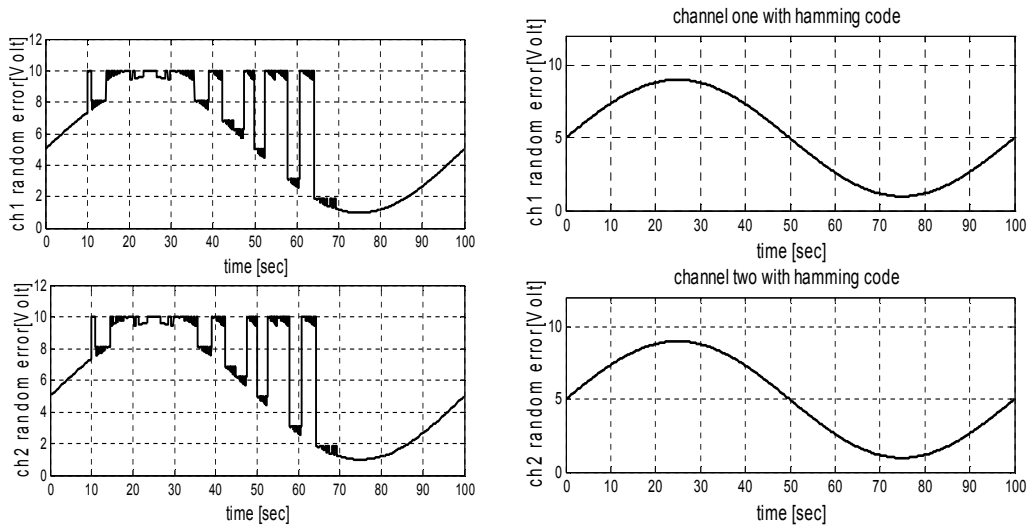 12
10
8
6
4
2
0
ch1 random error[Volt]
0 10 20 30 40 50 60 70 80 90 100
time [sec]
channel one with hamming code
10
5
0
ch1 random error[Volt]
0 10 20 30 40 50 60 70 80 90 100
time [sec]
12
10
8
6
4
2
0
ch2 random error[Volt]
0 10 20 30 40 50 60 70 80 90 100
time [sec]
channel two with hamming code
10
5
0
ch2 random error[Volt]
0 10 20 30 40 50 60 70 80 90 100
time [sec]